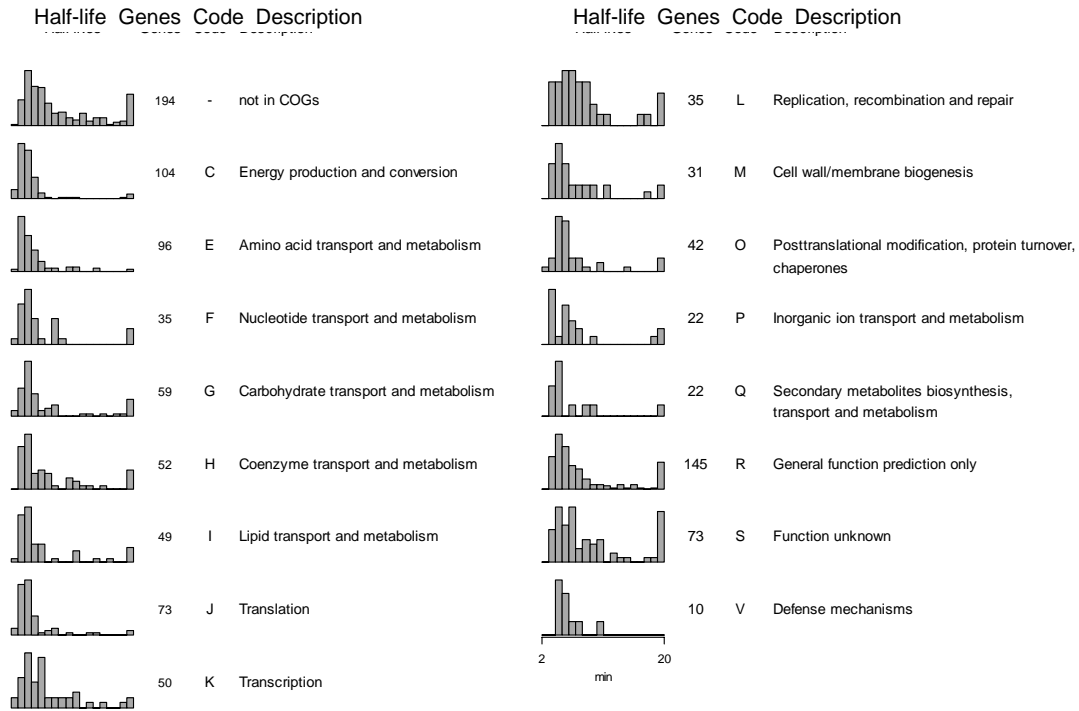 Half-life Genes Code Description
194 - not in COGs
104 C Energy production and conversion
96 E Amino acid transport and metabolism
35 F Nucleotide transport and metabolism
59 G Carbohydrate transport and metabolism
52 H Coenzyme transport and metabolism
49 I Lipid transport and metabolism
73 J Translation
50 K Transcription
Half-life Genes Code Description
35 L Replication, recombination and repair
31 M Cell wall/membrane biogenesis
42 O Posttranslational modification, protein turnover,
chaperones
22 P Inorganic ion transport and metabolism
22 Q Secondary metabolites biosynthesis,
transport and metabolism
145 R General function prediction only
73 S Function unknown
10 V Defense mechanisms
2 20
min